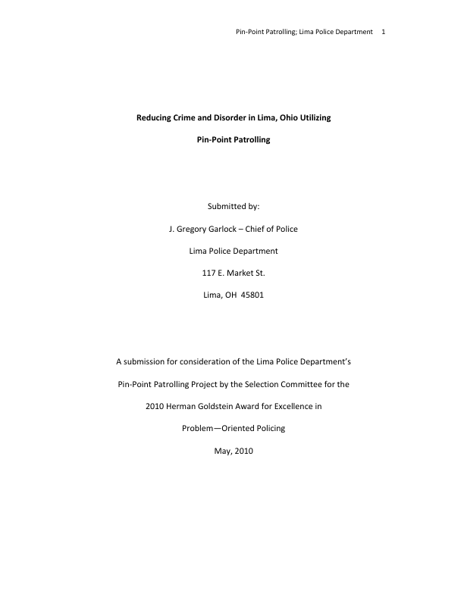 Pin-Point Patrolling; Lima Police Department 1
Reducing Crime and Disorder in Lima, Ohio Utilizing
Pin-Point Patrolling
Submitted by:
J. Gregory Garlock – Chief of Police
Lima Police Department
117 E. Market St.
Lima, OH 45801
A submission for consideration of the Lima Police Department’s
Pin-Point Patrolling Project by the Selection Committee for the
2010 Herman Goldstein Award for Excellence in
Problem—Oriented Policing
May, 2010